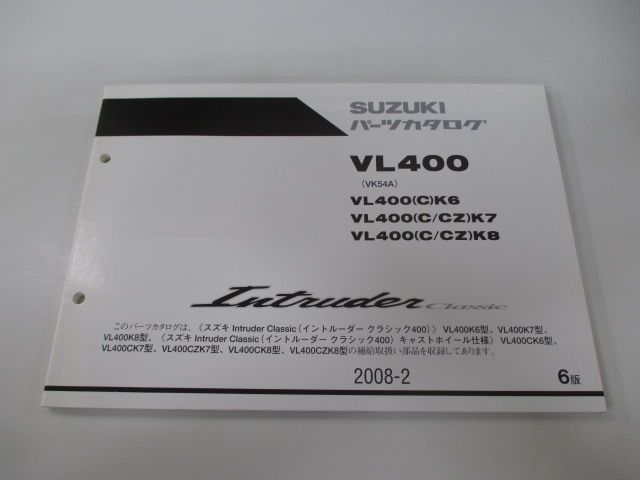 SUZUKI
パーツカタログ
VL400
(VK54A)
VL400(C)K6
VL400(C/CZ)K7
VL400(C/CZ)K8
Intruder Classic
このパーツカタログは、《スズキ Intruder Classic(イントルーダー クラシック400)》 VL400K6型、VL400K7型、
VL400K8型、《スズキ Intruder Classic(イントルーダー クラシック400) キャストホイール仕様》 VL400CK6型、
VL400CK7型、VL400CZK7型、VL400CK8型、VL400CZK8型の補給取扱い部品を収録してあります。
2008-2
6版